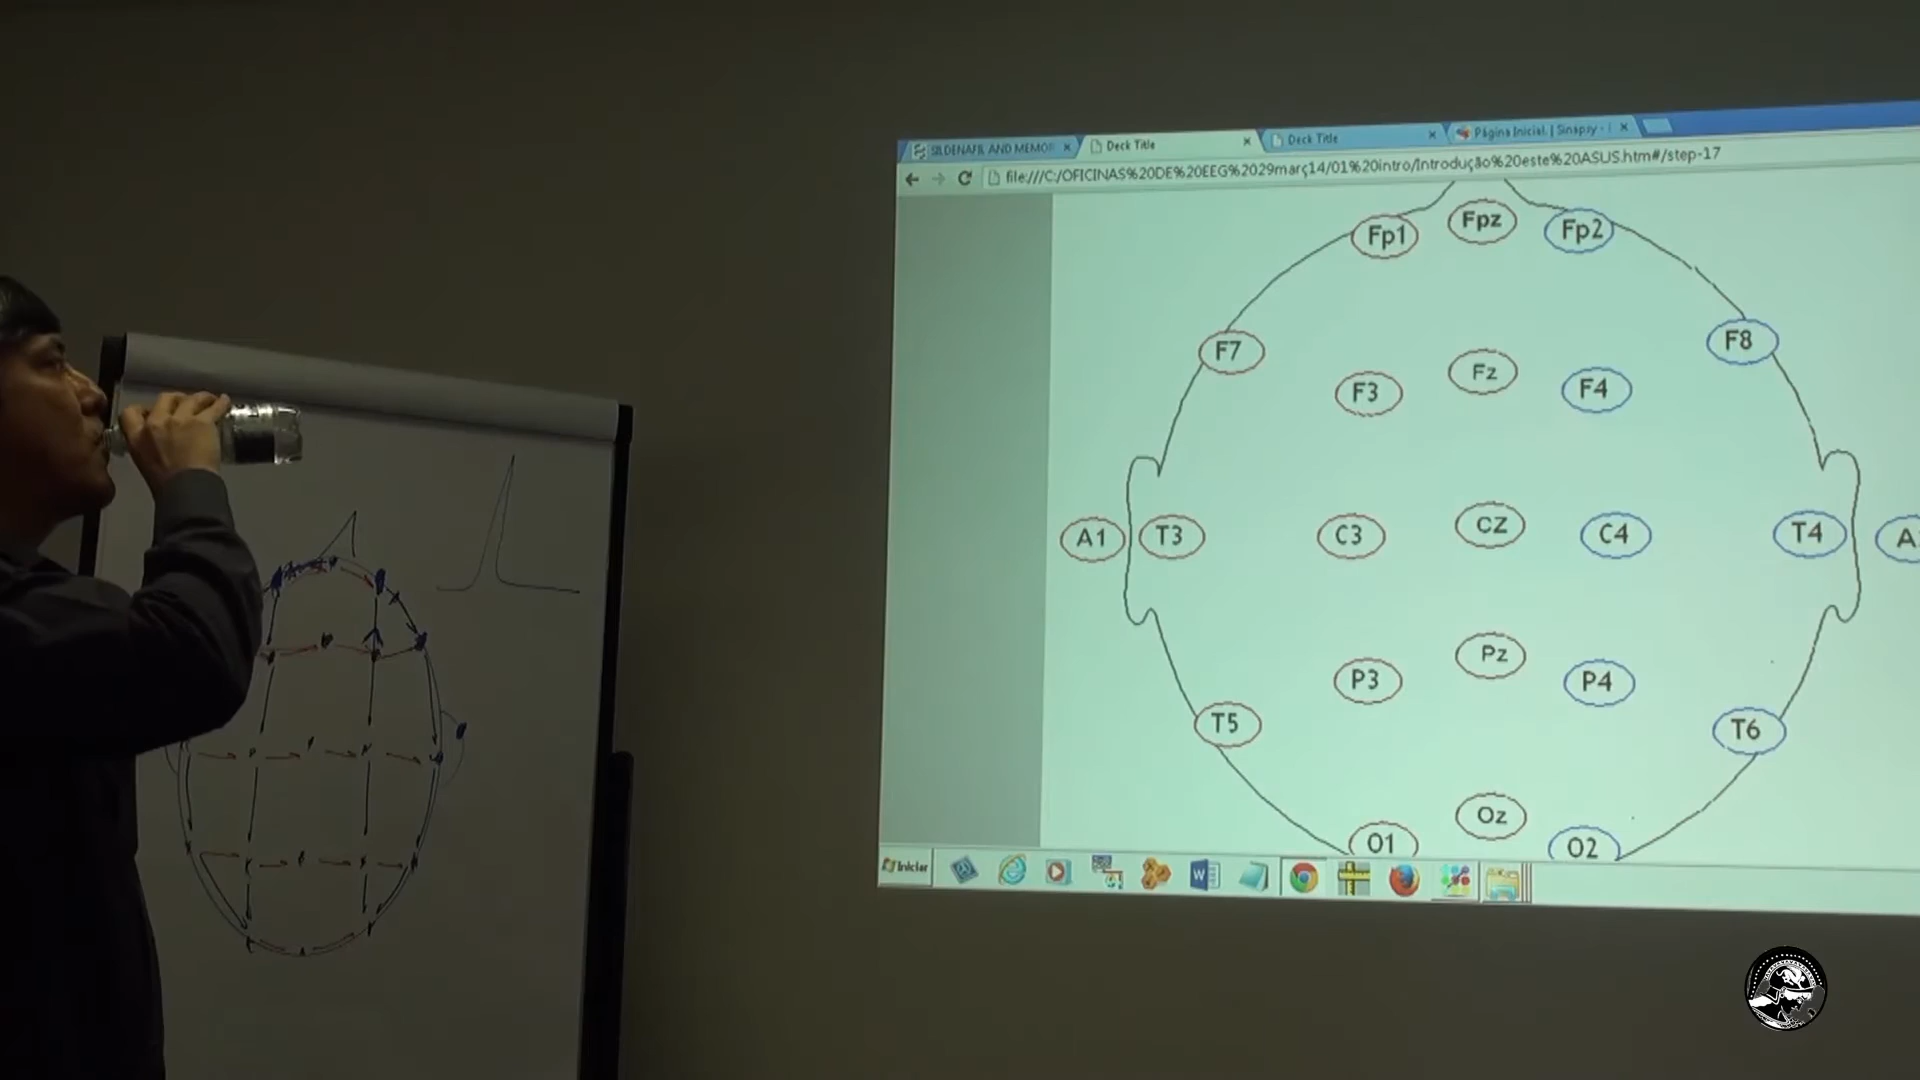 SILDENAFIL AND MEMOR
Deck Title
Deck Title
Página Inicial. | Sinapsy -
file:///C:/OFICINAS%20DE%20EEG%2029març14/01%20intro/Introdução%20este%20ASUS.htm#/step-17
Fp1 Fpz Fp2
F7 F3 Fz F4 F8
A1 T3 C3 CZ C4 T4 A
T5 P3 Pz P4 T6
O1 Oz O2
Iniciar